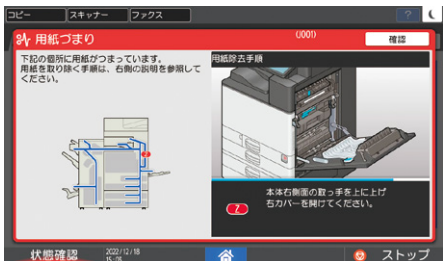 コピー
スキャナー
ファックス
?
用紙づまり
(J001)
確認
下記の個所に用紙がつまっています。
用紙を取り除く手順は、右側の説明を参照して
ください。
用紙除去手順
Z
本体右側面の取っ手を上に上げ
右カバーを開けてください。
Z
状態確認
2022/12/18
15:05
ストップ